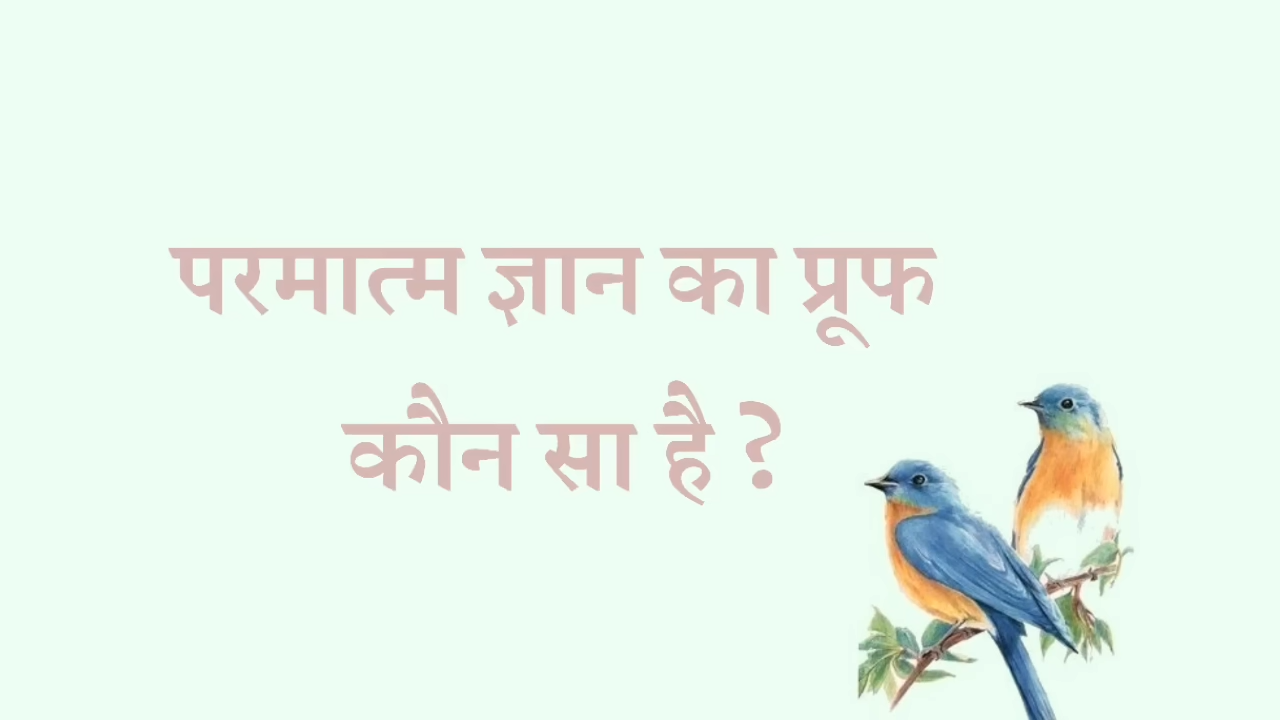 परमात्म ज्ञान का प्रूफ
कौन सा है ?